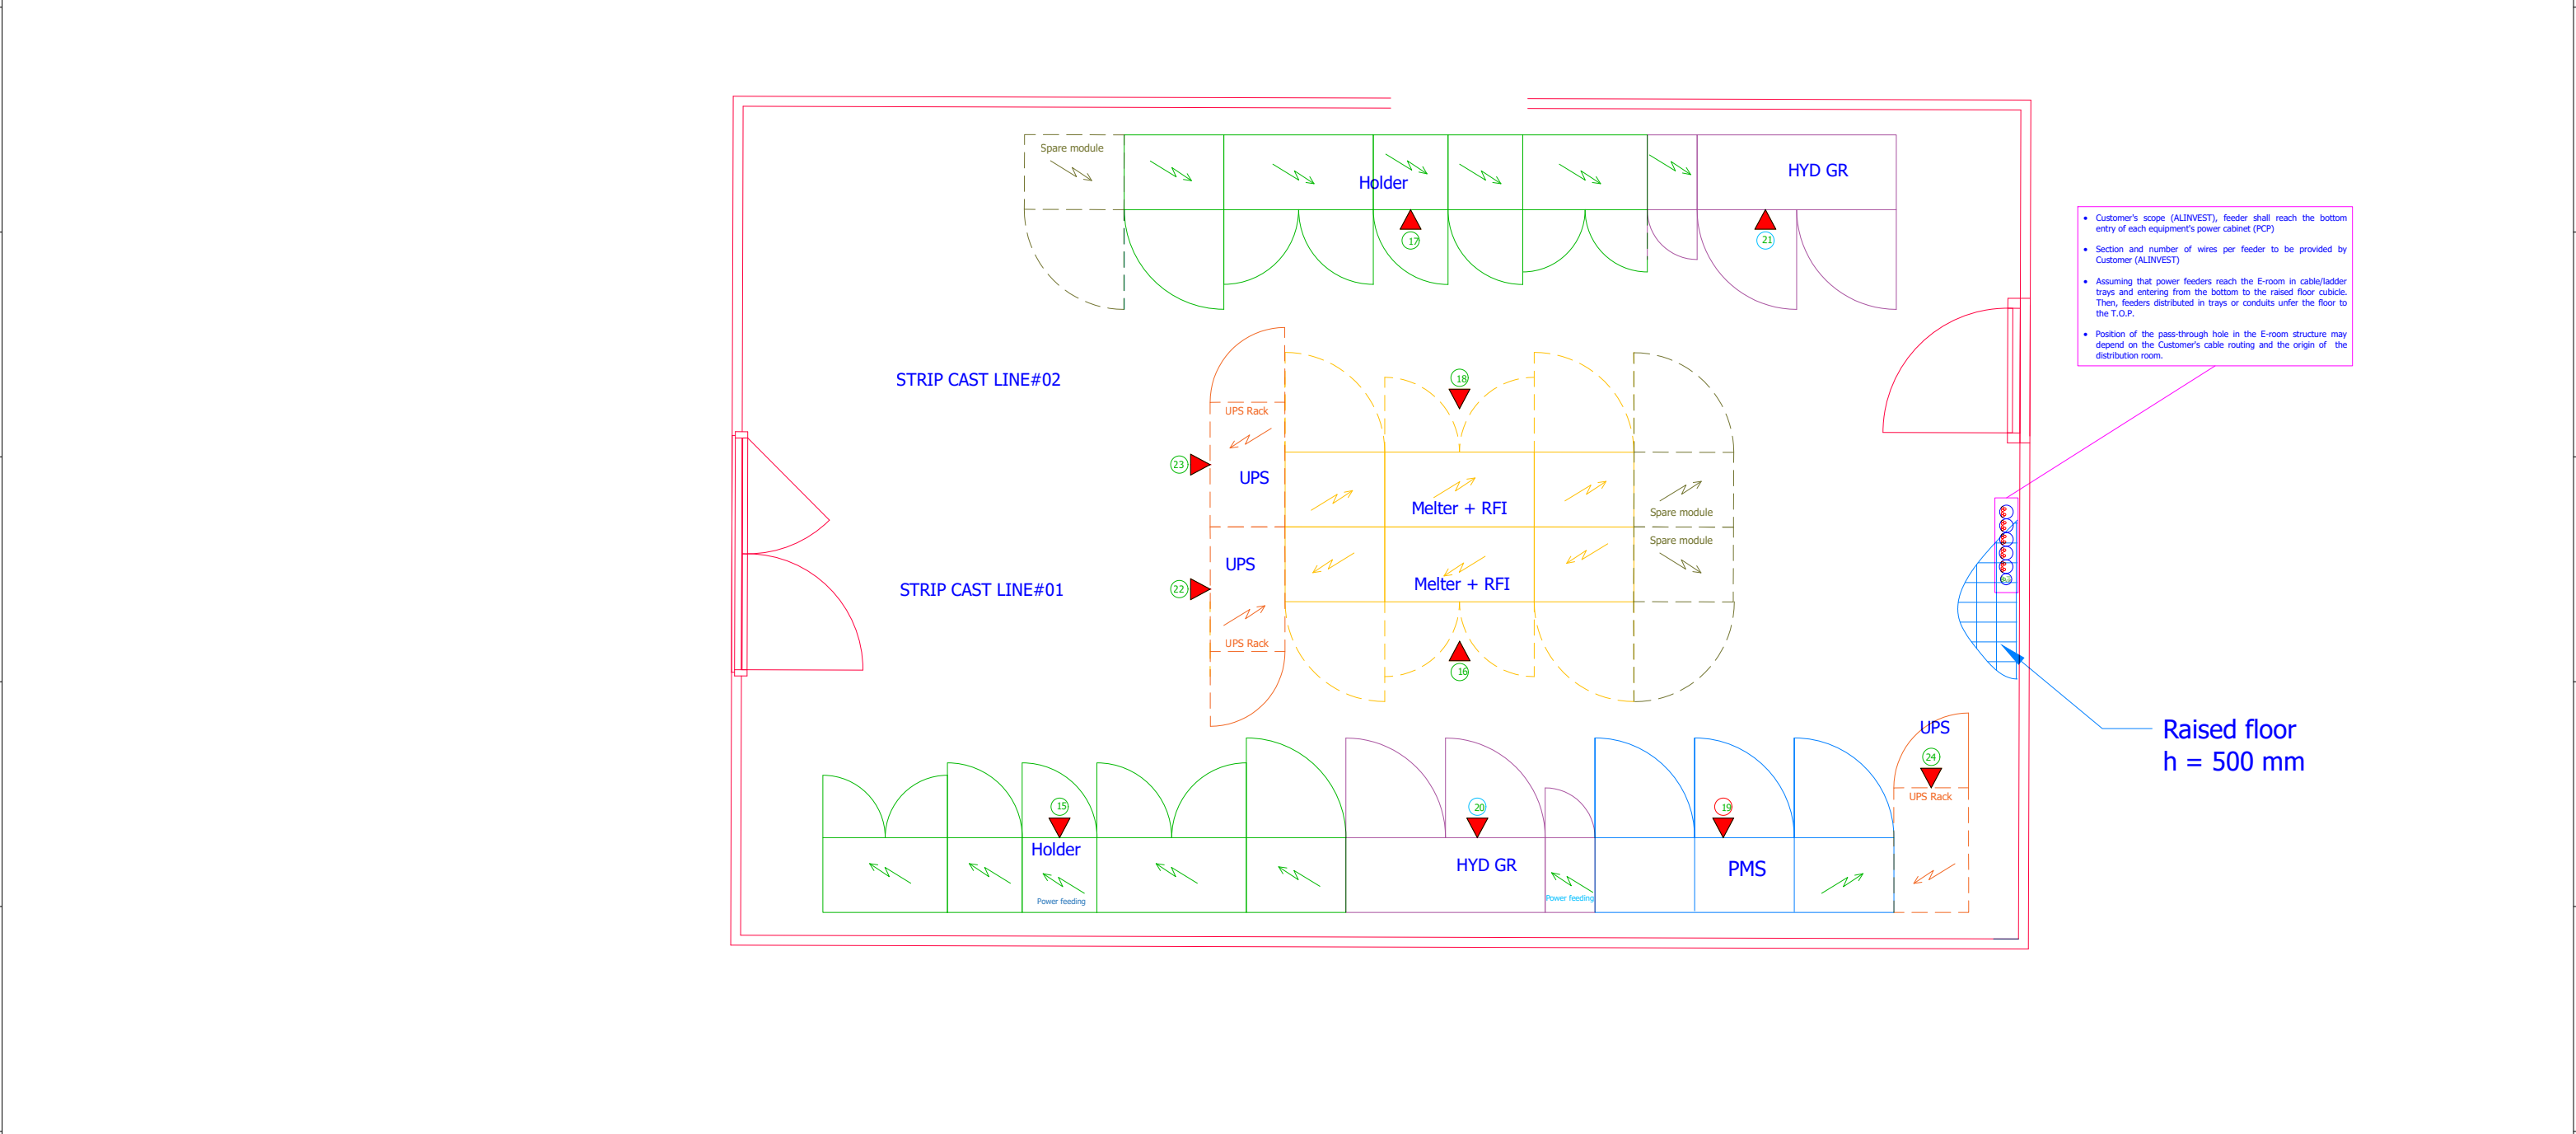 Spare module
Holder
HYD GR
17
21
• Customer's scope (ALINVEST), feeder shall reach the bottom
entry of each equipment's power cabinet (PCP)
• Section and number of wires per feeder to be provided by
Customer (ALINVEST)
• Assuming that power feeders reach the E-room in cable/ladder
trays and entering from the bottom to the raised floor cubicle.
Then, feeders distributed in trays or conduits unfer the floor to
the T.O.P.
• Position of the pass-through hole in the E-room structure may
depend on the Customer's cable routing and the origin of the
distribution room.
STRIP CAST LINE#02
18
UPS Rack
23
UPS
Melter + RFI
Spare module
Spare module
UPS
Melter + RFI
STRIP CAST LINE#01
22
UPS Rack
16
UPS
Raised floor
h = 500 mm
24
UPS Rack
15
20
19
Holder
HYD GR
PMS
Power feeding
Power feeding